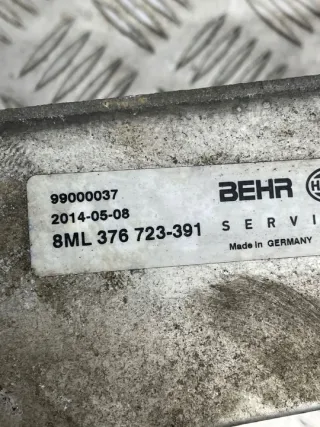 99000037
2014-05-08
8ML 376 723-391
BEHR H
SERVI
Made in GERMANY